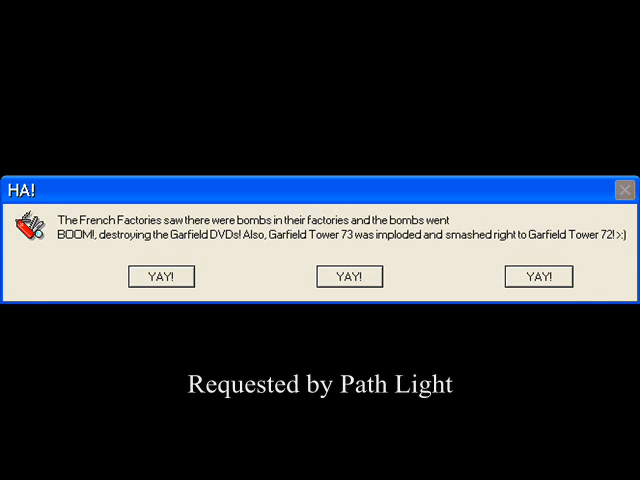 HA!
The French Factories saw there were bombs in their factories and the bombs went
BOOM!, destroying the Garfield DVDs! Also, Garfield Tower 73 was imploded and smashed right to Garfield Tower 72! >:)
YAY! YAY! YAY!
Requested by Path Light